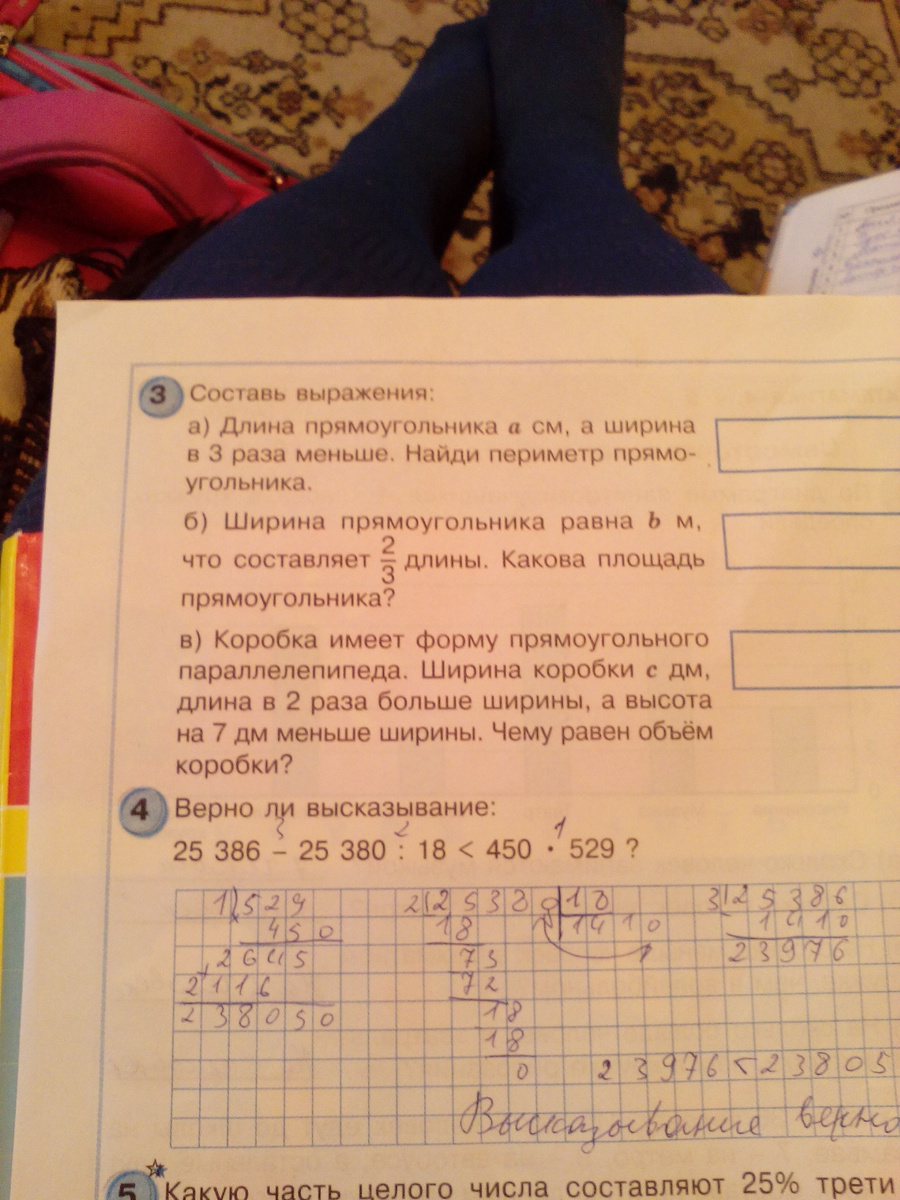 3 Составь выражения:
а) Длина прямоугольника a см, а ширина
в 3 раза меньше. Найди периметр прямо-
угольника.
б) Ширина прямоугольника равна b м,
что составляет 2/3 длины. Какова площадь
прямоугольника?
в) Коробка имеет форму прямоугольного
параллелепипеда. Ширина коробки c дм,
длина в 2 раза больше ширины, а высота
на 7 дм меньше ширины. Чему равен объём
коробки?
4 Верно ли высказывание:
3 2 1
25 386 – 25 380 : 18 < 450 · 529 ?
1) 529
× 450
2645
+ 2116
238050
2) 25380 18
18 1410
73
72
18
18
0
3) 25386
– 1410
23976
23976 < 23805
Высказывание верно
5 Какую часть целого числа составляют 25% трети